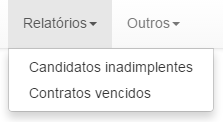 Relatórios Outros
Candidatos inadimplentes
Contratos vencidos